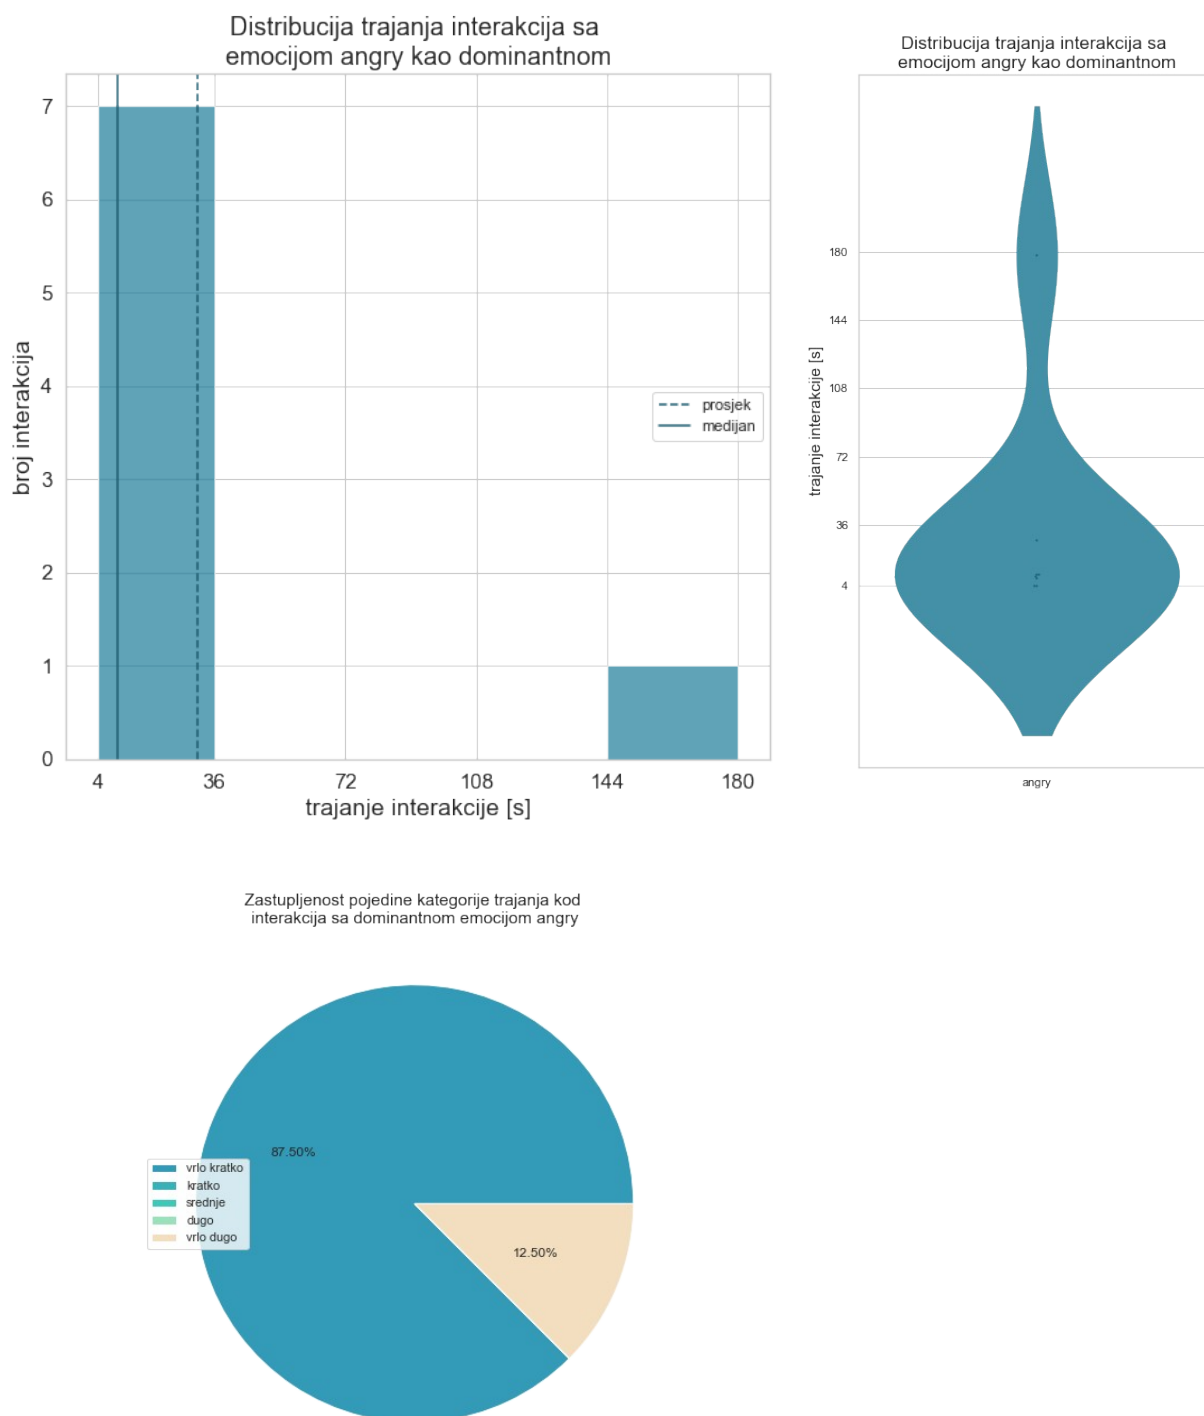 Distribucija trajanja interakcija sa
emocijom angry kao dominantnom
7
6
5
4
3
2
1
0
broj interakcija
prosjek
medijan
4 36 72 108 144 180
trajanje interakcije [s]
Distribucija trajanja interakcija sa
emocijom angry kao dominantnom
180
144
108
72
36
4
trajanje interakcije [s]
angry
Zastupljenost pojedine kategorije trajanja kod
interakcija sa dominantnom emocijom angry
87.50%
vrlo kratko
kratko
srednje
dugo
vrlo dugo
12.50%